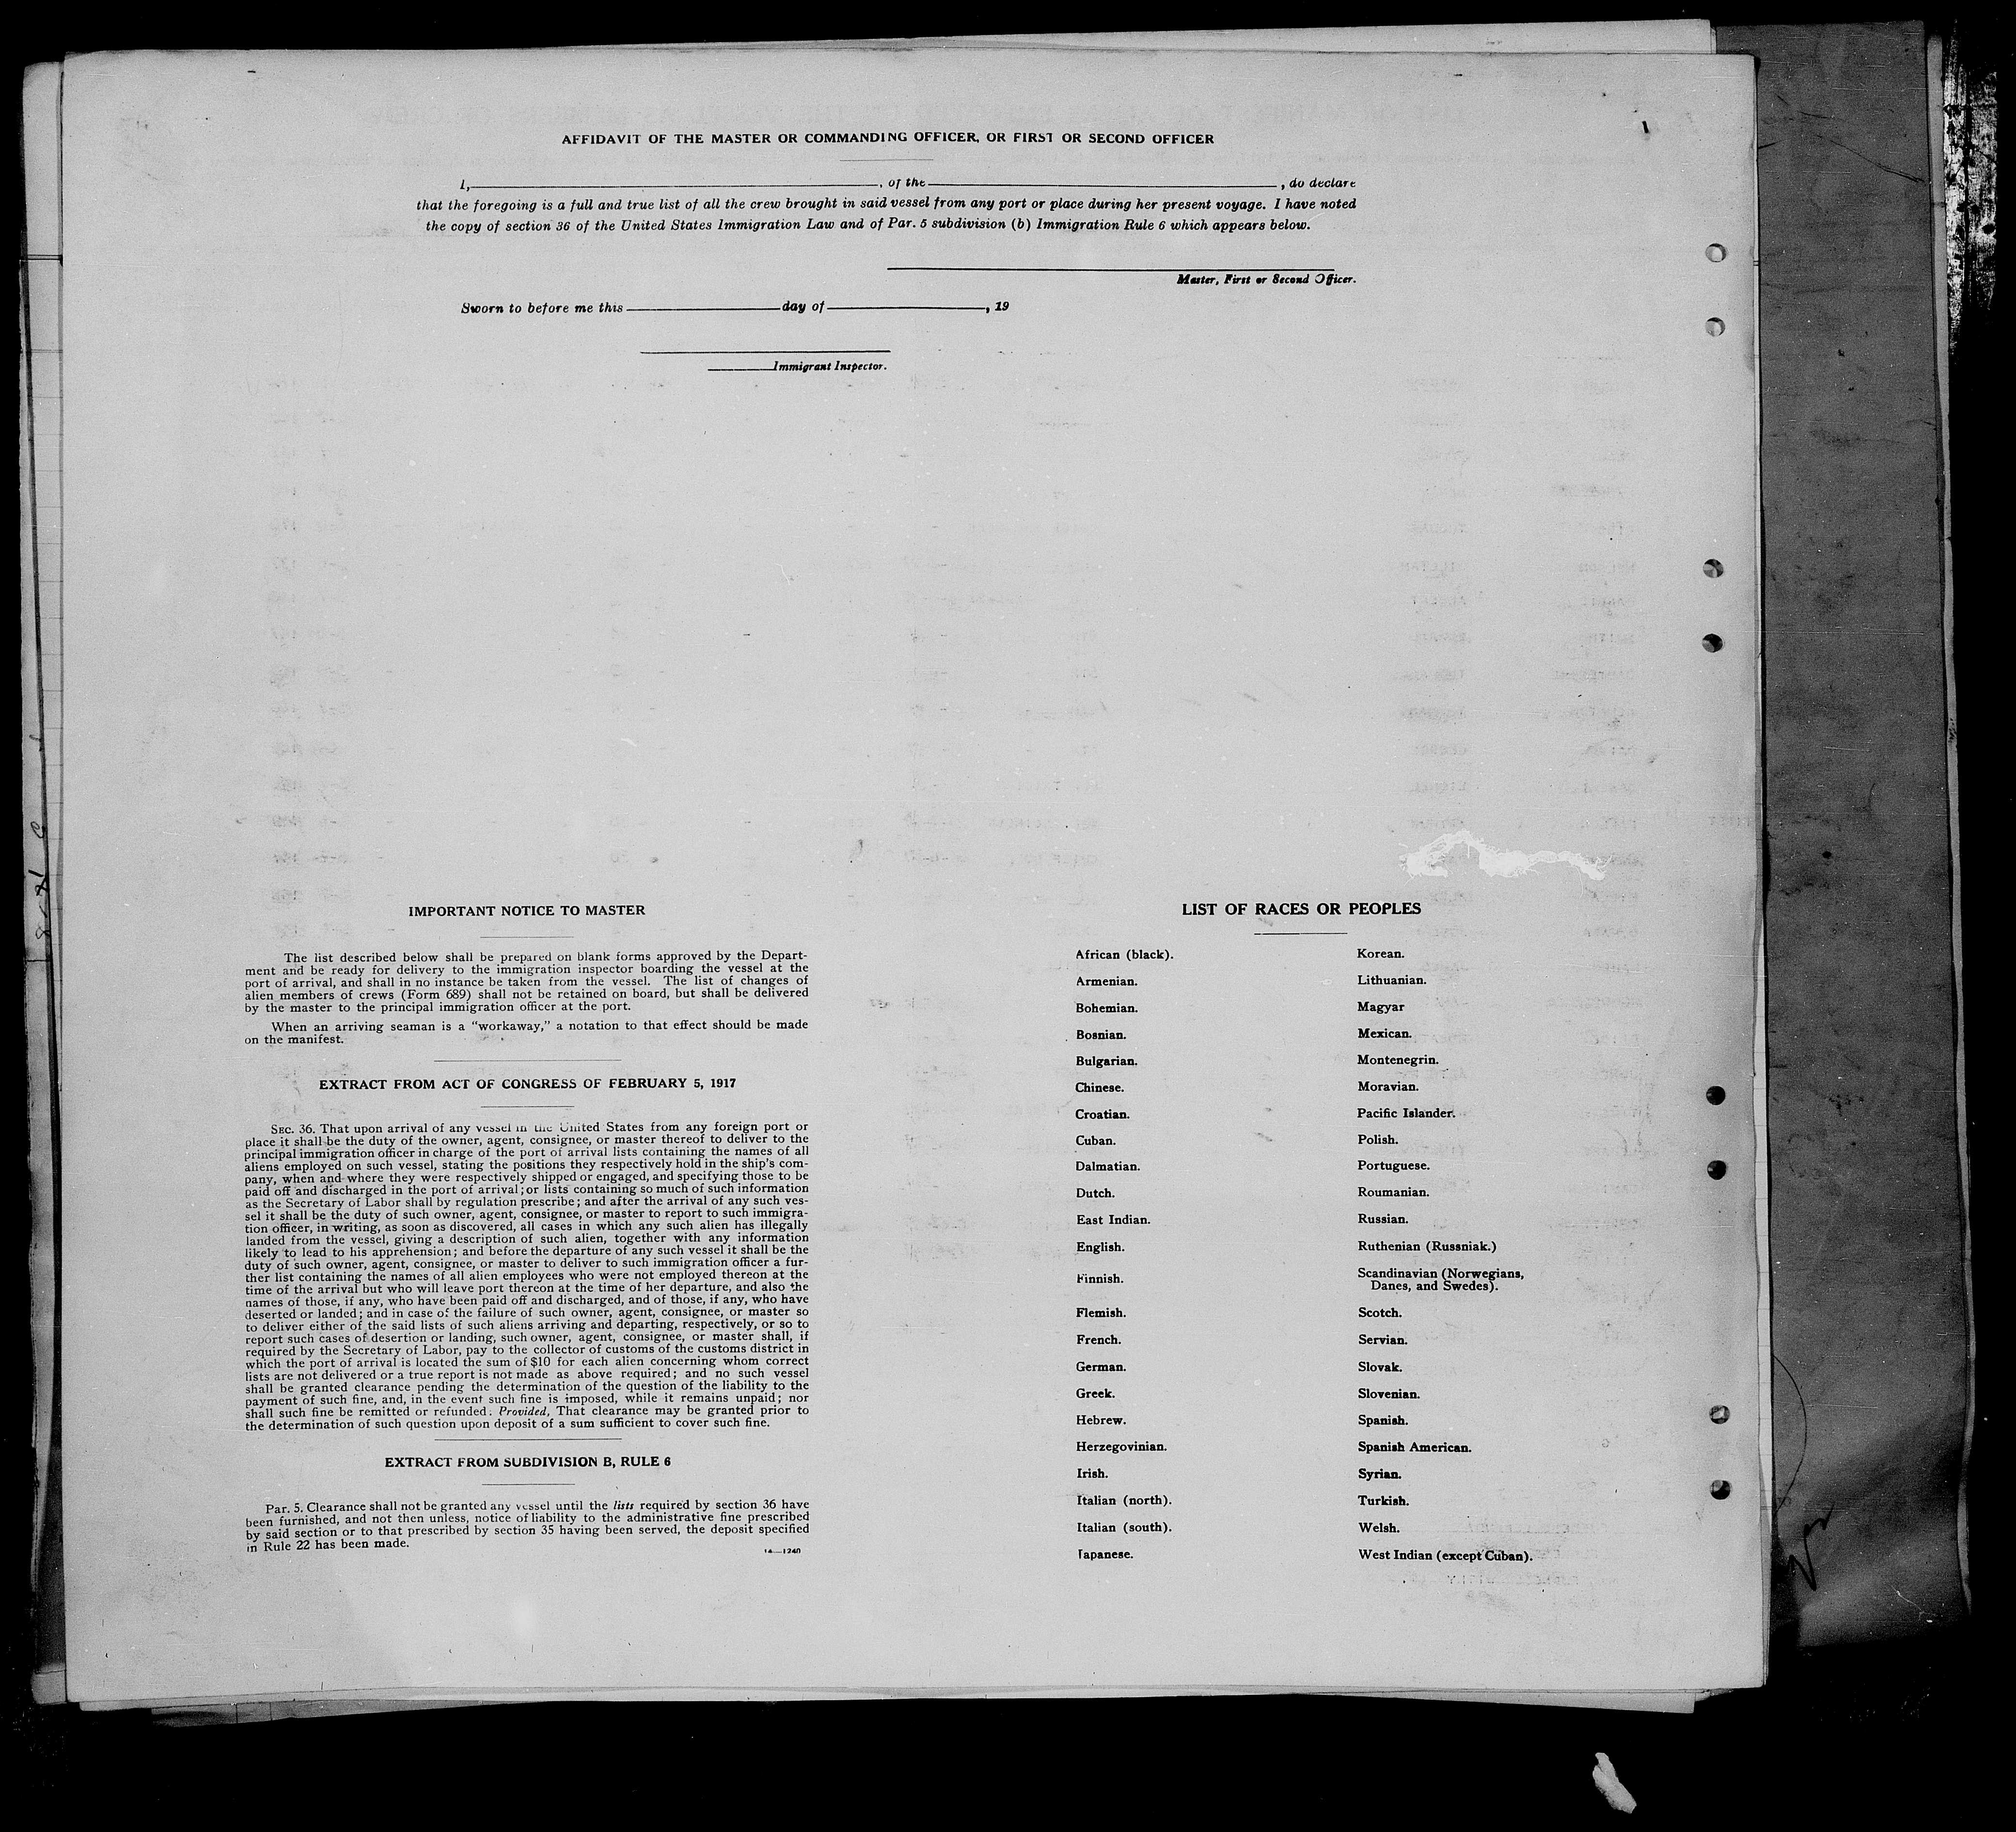 AFFIDAVIT OF THE MASTER OR COMMANDING OFFICER, OR FIRST OR SECOND OFFICER
I, , of the , do declare
that the foregoing is a full and true list of all the crew brought in said vessel from any port or place during her present voyage. I have noted
the copy of section 36 of the United States Immigration Law and of Par. 5 subdivision (b) Immigration Rule 6 which appears below.
Master, First or Second Officer.
Sworn to before me this day of , 19
Immigrant Inspector.
IMPORTANT NOTICE TO MASTER
The list described below shall be prepared on blank forms approved by the Depart-
ment and be ready for delivery to the immigration inspector boarding the vessel at the
port of arrival, and shall in no instance be taken from the vessel. The list of changes of
alien members of crews (Form 689) shall not be retained on board, but shall be delivered
by the master to the principal immigration officer at the port.
When an arriving seaman is a "workaway," a notation to that effect should be made
on the manifest.
EXTRACT FROM ACT OF CONGRESS OF FEBRUARY 5, 1917
SEC. 36. That upon arrival of any vessel in the United States from any foreign port or
place it shall be the duty of the owner, agent, consignee, or master thereof to deliver to the
principal immigration officer in charge of the port of arrival lists containing the names of all
aliens employed on such vessel, stating the positions they respectively hold in the ship's com-
pany, when and where they were respectively shipped or engaged, and specifying those to be
paid off and discharged in the port of arrival; or lists containing so much of such information
as the Secretary of Labor shall by regulation prescribe; and after the arrival of any such ves-
sel it shall be the duty of such owner, agent, consignee, or master to report to such immigra-
tion officer, in writing, as soon as discovered, all cases in which any such alien has illegally
landed from the vessel, giving a description of such alien, together with any information
likely to lead to his apprehension; and before the departure of any such vessel it shall be the
duty of such owner, agent, consignee, or master to deliver to such immigration officer a fur-
ther list containing the names of all alien employees who were not employed thereon at the
time of the arrival but who will leave port thereon at the time of her departure, and also the
names of those, if any, who have been paid off and discharged, and of those, if any, who have
deserted or landed; and in case of the failure of such owner, agent, consignee, or master so
to deliver either of the said lists of such aliens arriving and departing, respectively, or so to
report such cases of desertion or landing, such owner, agent, consignee, or master shall, if
required by the Secretary of Labor, pay to the collector of customs of the customs district in
which the port of arrival is located the sum of $10 for each alien concerning whom correct
lists are not delivered or a true report is not made as above required; and no such vessel
shall be granted clearance pending the determination of the question of the liability to the
payment of such fine, and, in the event such fine is imposed, while it remains unpaid; nor
shall such fine be remitted or refunded: Provided, That clearance may be granted prior to
the determination of such question upon deposit of a sum sufficient to cover such fine.
EXTRACT FROM SUBDIVISION B, RULE 6
Par. 5. Clearance shall not be granted any vessel until the lists required by section 36 have
been furnished, and not then unless, notice of liability to the administrative fine prescribed
by said section or to that prescribed by section 35 having been served, the deposit specified
in Rule 22 has been made.
14—1240
LIST OF RACES OR PEOPLES
African (black).
Armenian.
Bohemian.
Bosnian.
Bulgarian.
Chinese.
Croatian.
Cuban.
Dalmatian.
Dutch.
East Indian.
English.
Finnish.
Flemish.
French.
German.
Greek.
Hebrew.
Herzegovinian.
Irish.
Italian (north).
Italian (south).
Japanese.
Korean.
Lithuanian.
Magyar
Mexican.
Montenegrin.
Moravian.
Pacific Islander.
Polish.
Portuguese.
Roumanian.
Russian.
Ruthenian (Russniak.)
Scandinavian (Norwegians,
Danes, and Swedes).
Scotch.
Servian.
Slovak.
Slovenian.
Spanish.
Spanish American.
Syrian.
Turkish.
Welsh.
West Indian (except Cuban).